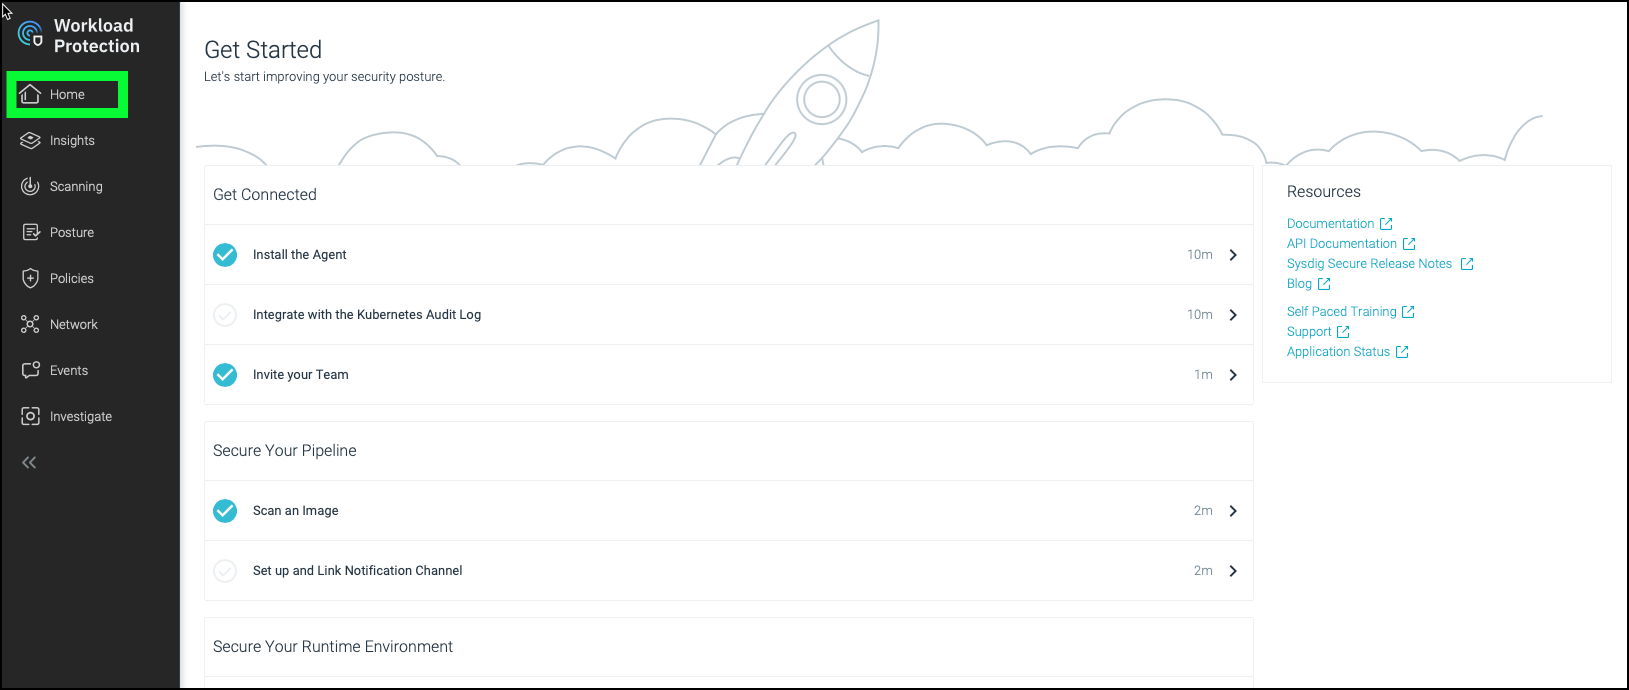 Workload
Protection
Home
Insights
Scanning
Posture
Policies
Network
Events
Investigate
Get Started
Let's start improving your security posture.
Get Connected
Install the Agent 10m
Integrate with the Kubernetes Audit Log 10m
Invite your Team 1m
Secure Your Pipeline
Scan an Image 2m
Set up and Link Notification Channel 2m
Secure Your Runtime Environment
Resources
Documentation
API Documentation
Sysdig Secure Release Notes
Blog
Self Paced Training
Support
Application Status